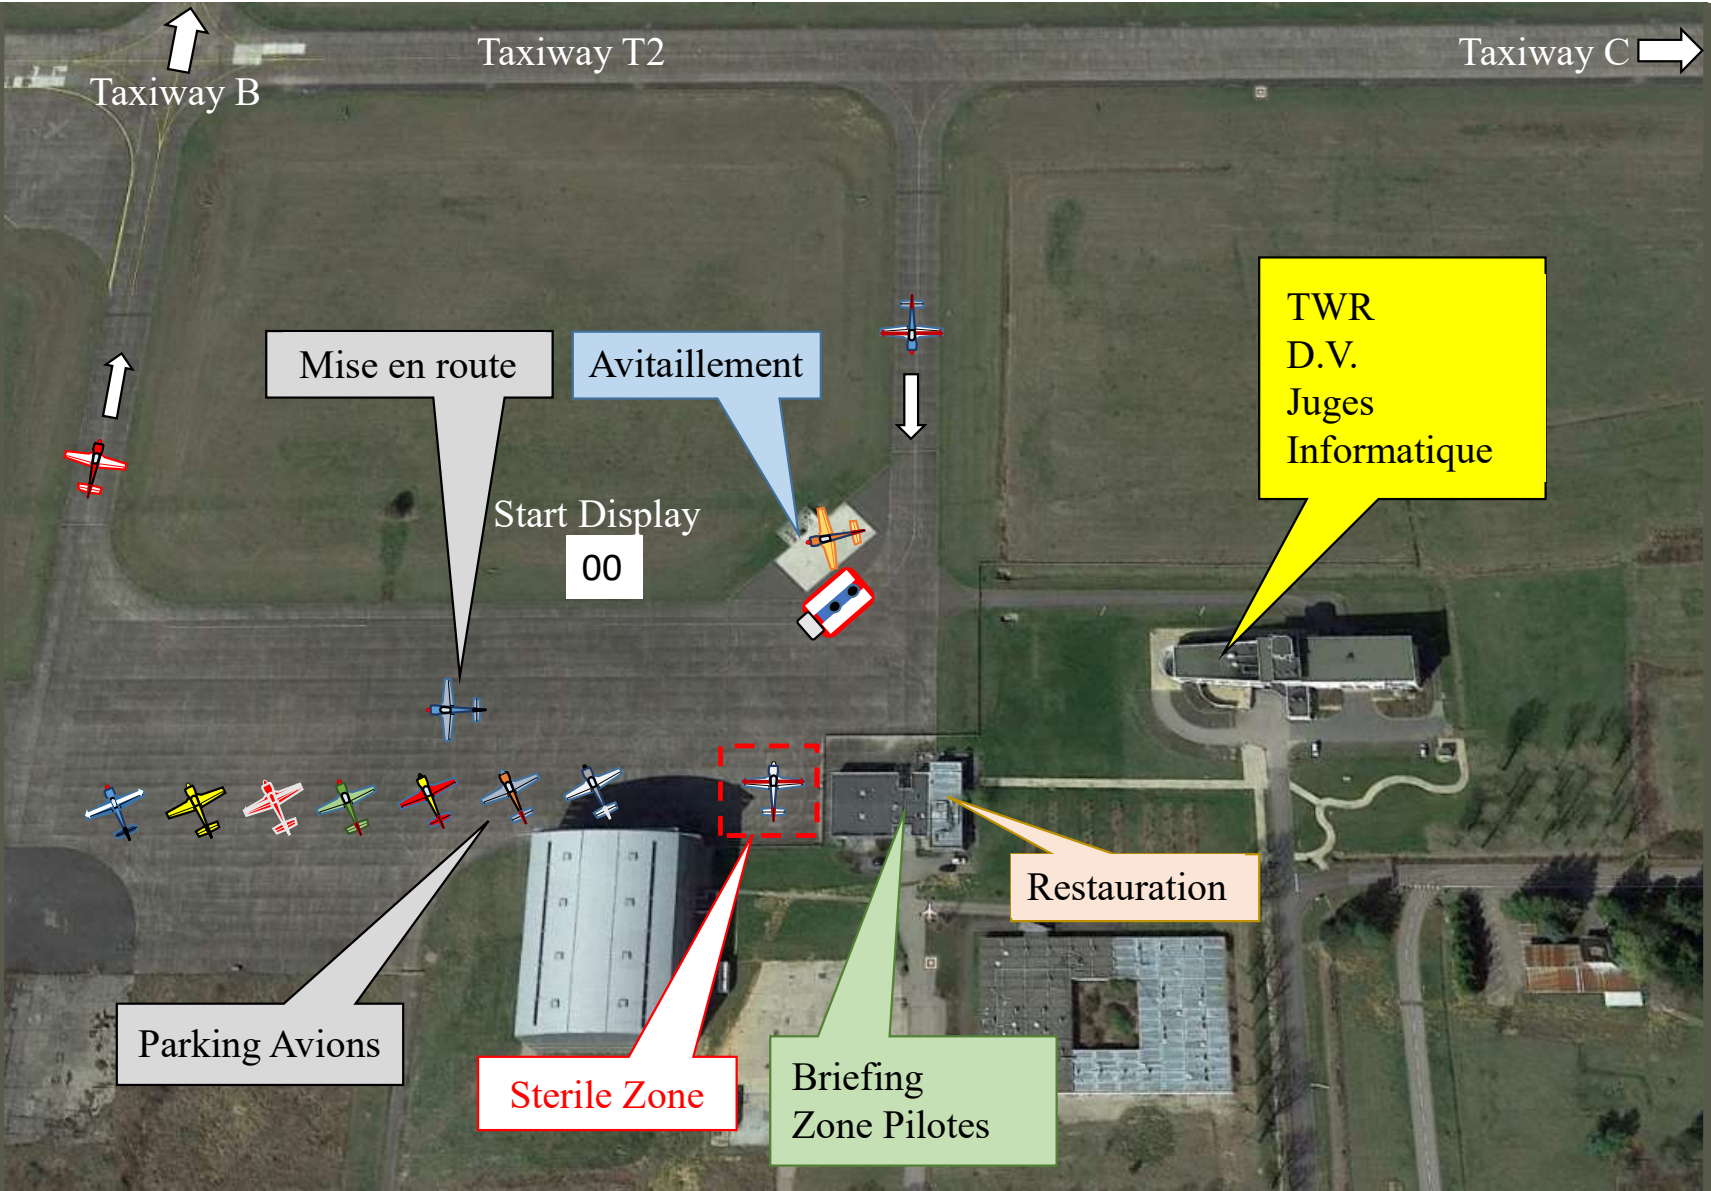 Taxiway T2
Taxiway C
Taxiway B
TWR
D.V.
Juges
Informatique
Mise en route
Avitaillement
Start Display
00
Restauration
Parking Avions
Sterile Zone
Briefing
Zone Pilotes